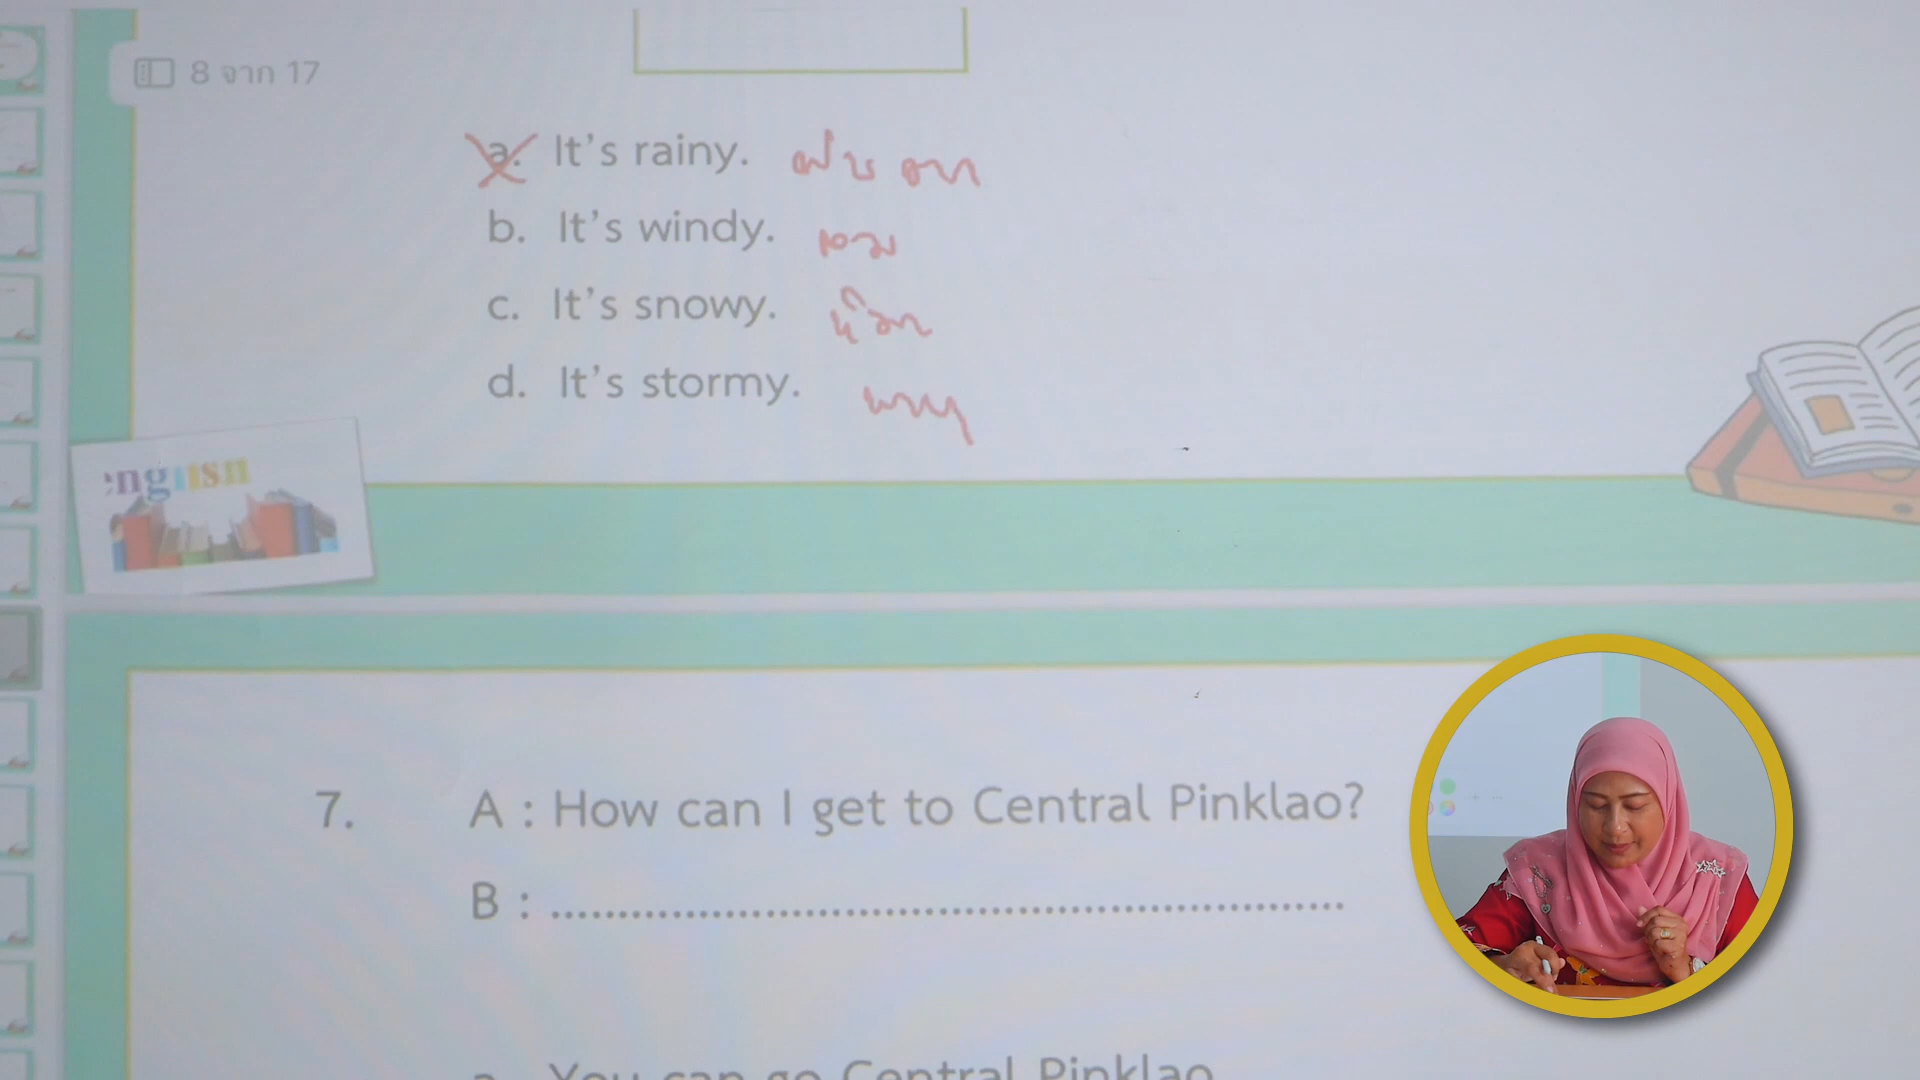 8 จาก 17
a. It's rainy. ฝนตก
b. It's windy. ลม
c. It's snowy. หิมะ
d. It's stormy. พายุ
English
7. A : How can I get to Central Pinklao?
B : ............................................................
a. You can go Central Pinklao